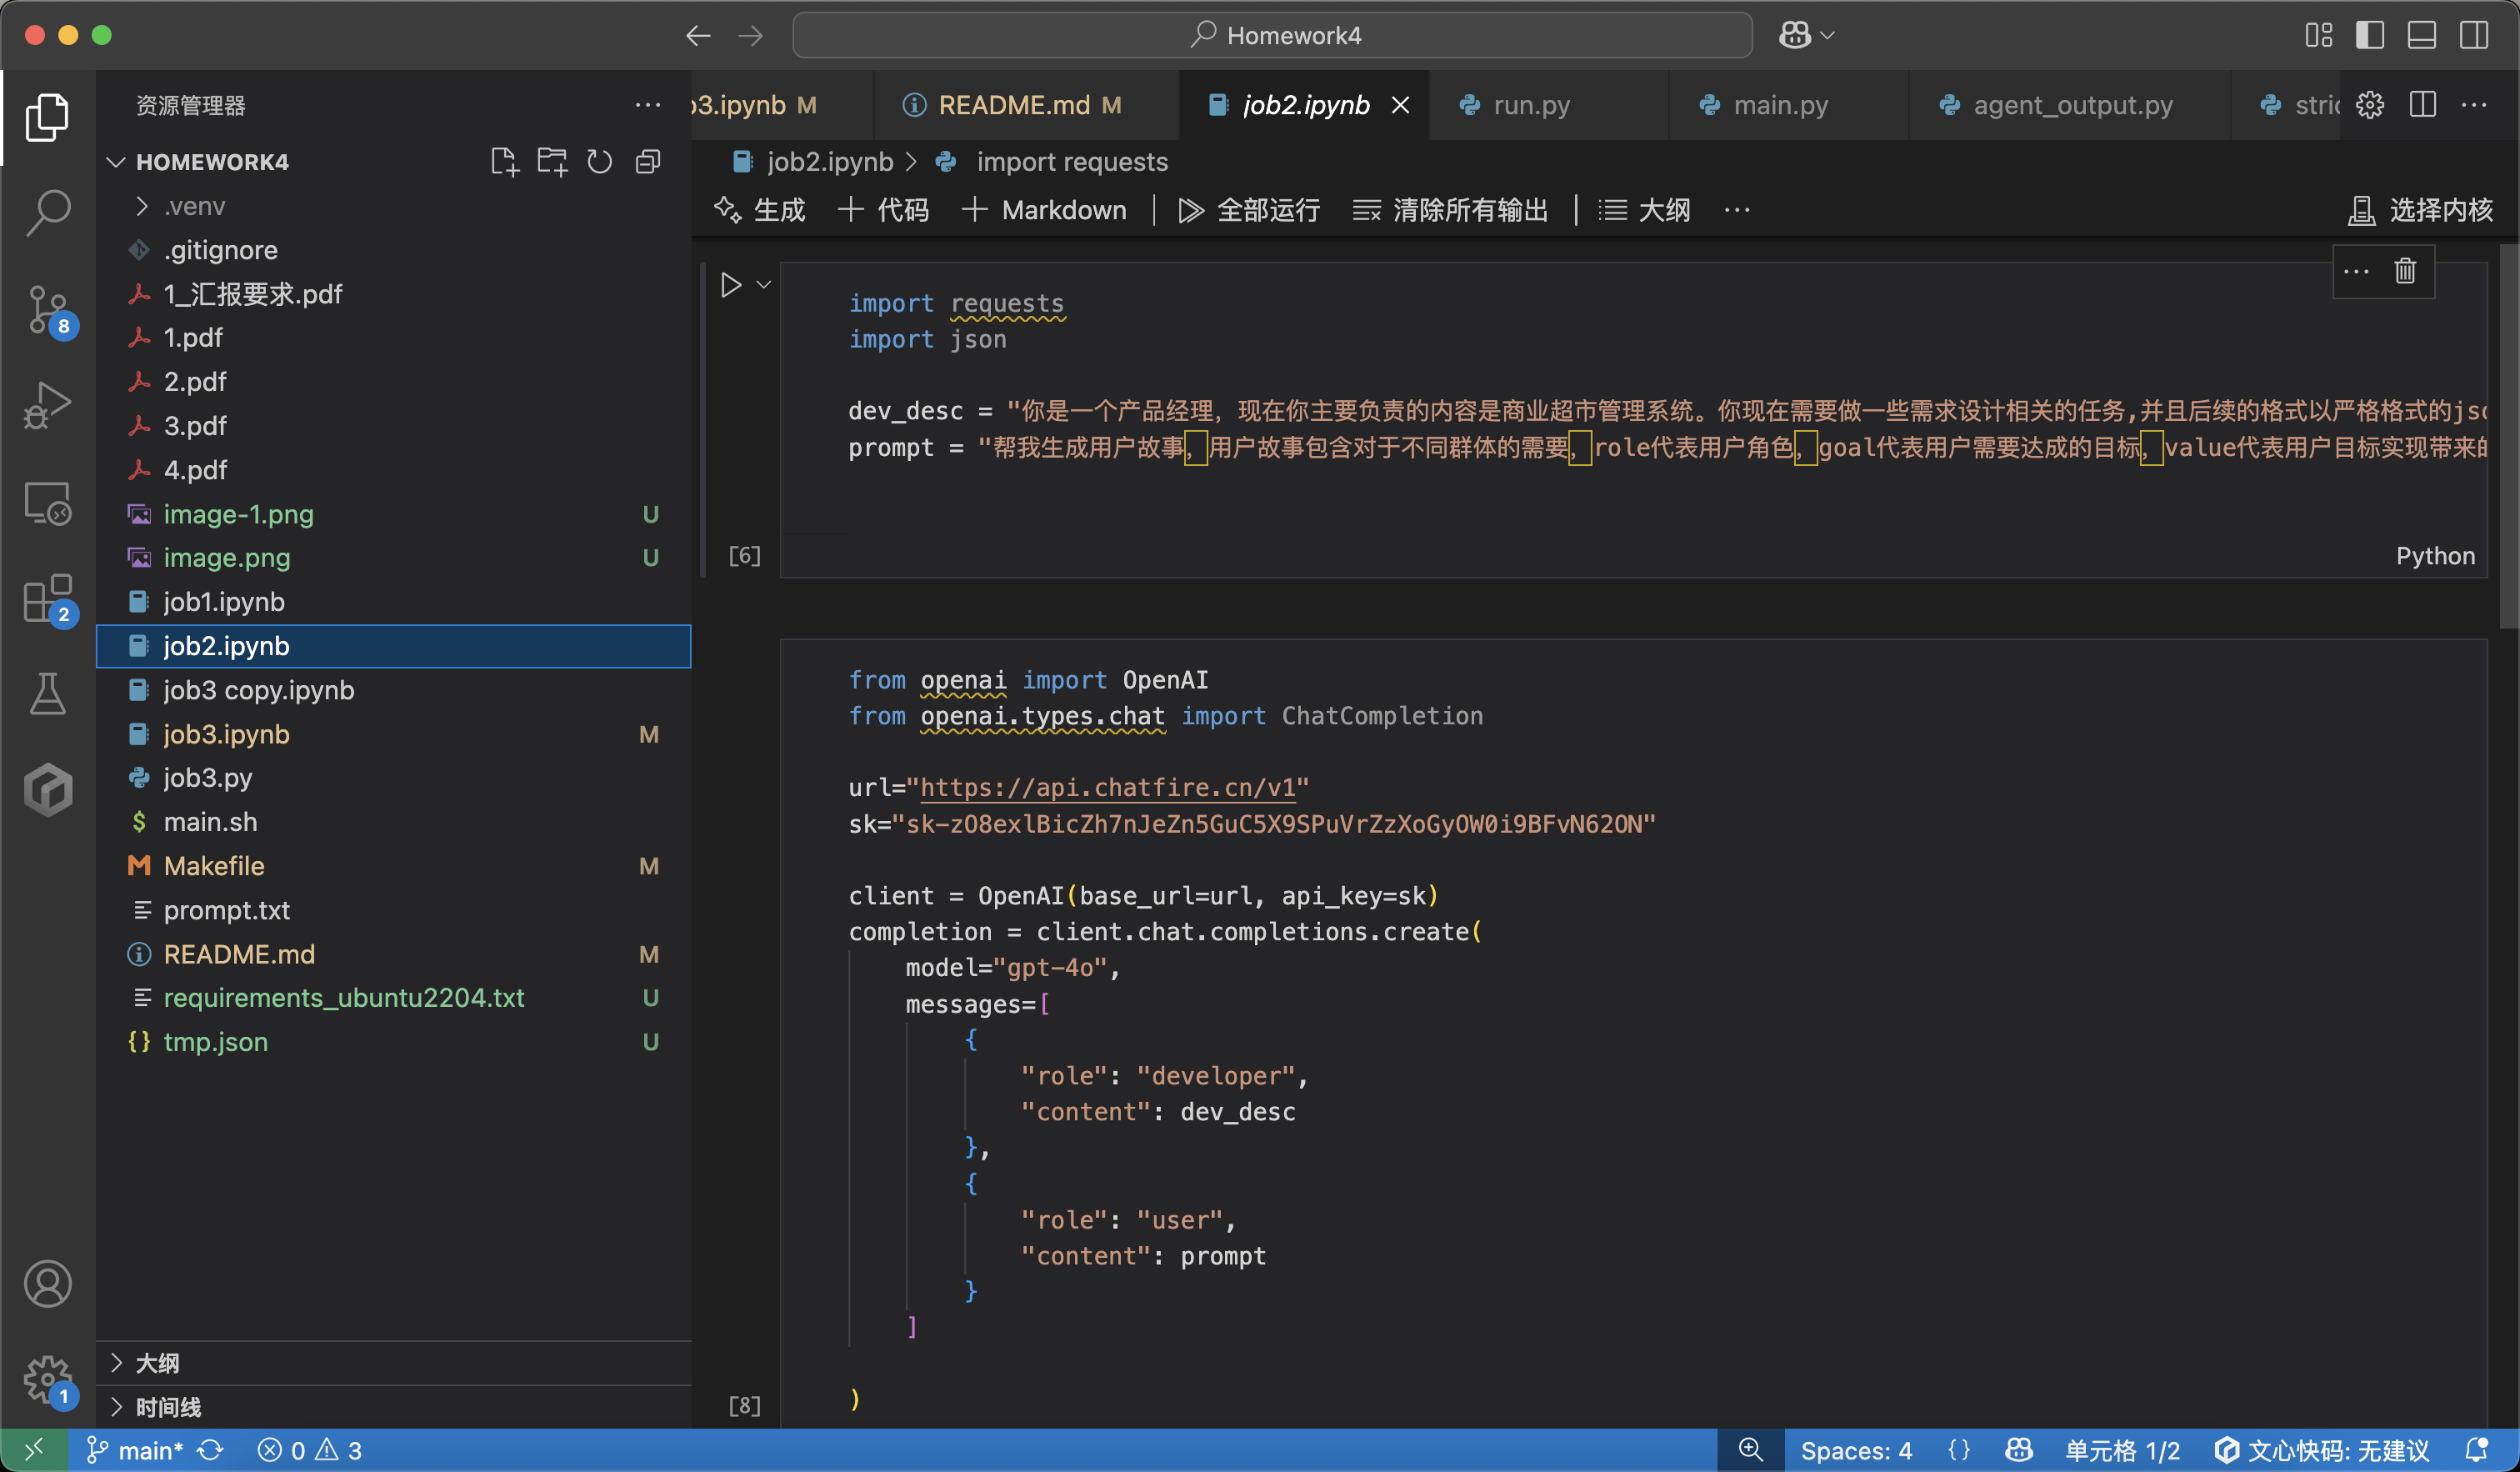 Homework4
资源管理器
3.ipynb M
README.md M
job2.ipynb
run.py
main.py
agent_output.py
HOMEWORK4
job2.ipynb
import requests
生成
代码
Markdown
全部运行
清除所有输出
大纲
选择内核
.venv
.gitignore
1_汇报要求.pdf
1.pdf
2.pdf
3.pdf
4.pdf
image-1.png U
image.png U
job1.ipynb
job2.ipynb
job3 copy.ipynb
job3.ipynb M
job3.py
$ main.sh
M Makefile M
prompt.txt
README.md M
requirements_ubuntu2204.txt U
{} tmp.json U
大纲
时间线
8
2
1
import requests
import json
dev_desc = "你是一个产品经理，现在你主要负责的内容是商业超市管理系统。你现在需要做一些需求设计相关的任务,并且后续的格式以严格格式的js
prompt = "帮我生成用户故事，用户故事包含对于不同群体的需要，role代表用户角色，goal代表用户需要达成的目标，value代表用户目标实现带来的
[6]
Python
from openai import OpenAI
from openai.types.chat import ChatCompletion
url="https://api.chatfire.cn/v1"
sk="sk-zO8exlBicZh7nJeZn5GuC5X9SPuVrZzXoGyOW0i9BFvN62ON"
client = OpenAI(base_url=url, api_key=sk)
completion = client.chat.completions.create(
model="gpt-4o",
messages=[
{
"role": "developer",
"content": dev_desc
},
{
"role": "user",
"content": prompt
}
]
)
[8]
main*
0
3
Spaces: 4
{}
单元格 1/2
文心快码: 无建议